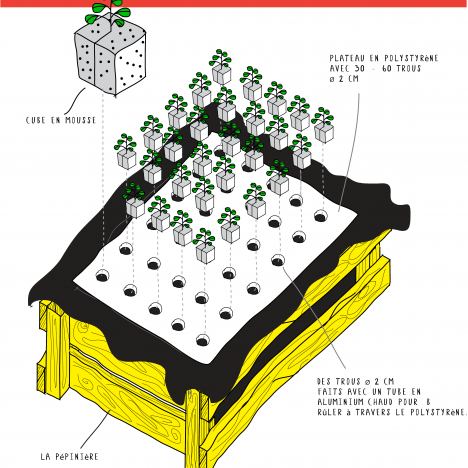 PLATEAU EN POLYSTYRèNE
AVEC 30 - 60 TROUS
ø 2 CM
CUBE EN MOUSSE
DES TROUS ø 2 CM
FAITS AVEC UN TUBE EN
ALUMINIUM CHAUD POUR B
RÛLER à TRAVERS LE POLYSTYRèNE.
LA PéPINIèRE